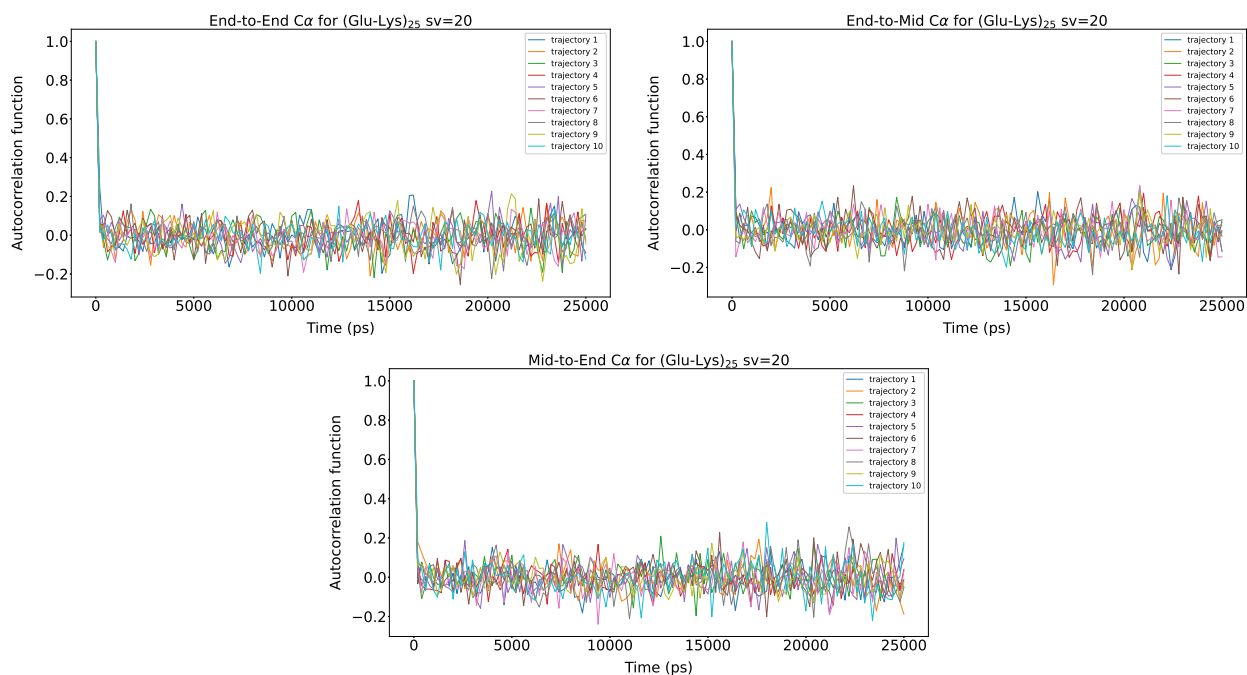 End-to-End Cα for (Glu-Lys)₂₅ sv=20
Autocorrelation function
1.0
0.8
0.6
0.4
0.2
0.0
−0.2
0
5000
10000
15000
20000
25000
Time (ps)
trajectory 1
trajectory 2
trajectory 3
trajectory 4
trajectory 5
trajectory 6
trajectory 7
trajectory 8
trajectory 9
trajectory 10
End-to-Mid Cα for (Glu-Lys)₂₅ sv=20
Autocorrelation function
1.0
0.8
0.6
0.4
0.2
0.0
−0.2
0
5000
10000
15000
20000
25000
Time (ps)
trajectory 1
trajectory 2
trajectory 3
trajectory 4
trajectory 5
trajectory 6
trajectory 7
trajectory 8
trajectory 9
trajectory 10
Mid-to-End Cα for (Glu-Lys)₂₅ sv=20
Autocorrelation function
1.0
0.8
0.6
0.4
0.2
0.0
−0.2
0
5000
10000
15000
20000
25000
Time (ps)
trajectory 1
trajectory 2
trajectory 3
trajectory 4
trajectory 5
trajectory 6
trajectory 7
trajectory 8
trajectory 9
trajectory 10